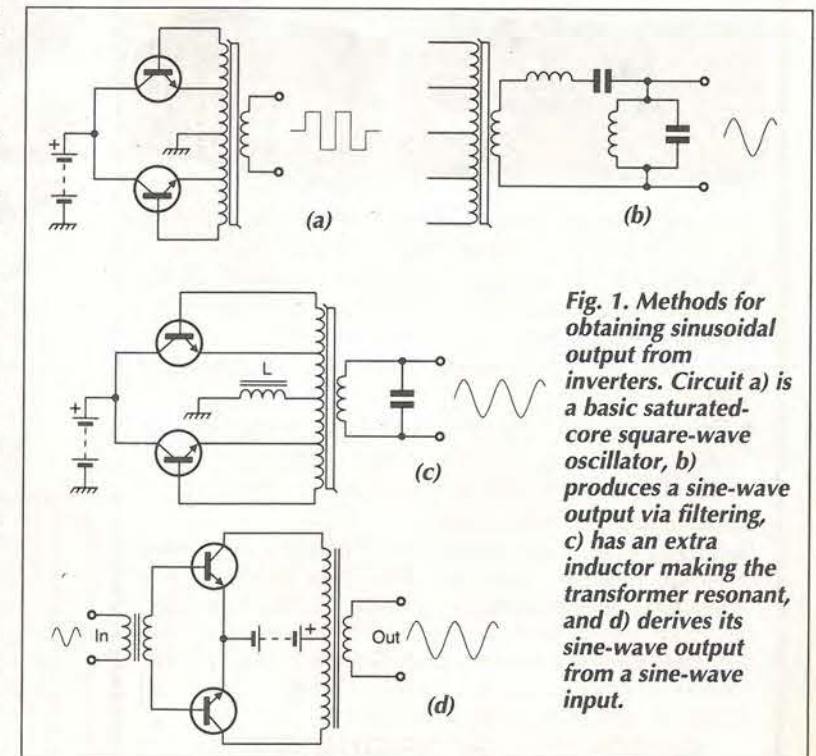 +
(a)
(b)
L
+
(c)
In
+
Out
(d)
Fig. 1. Methods for
obtaining sinusoidal
output from
inverters. Circuit a) is
a basic saturated-
core square-wave
oscillator, b)
produces a sine-wave
output via filtering,
c) has an extra
inductor making the
transformer resonant,
and d) derives its
sine-wave output
from a sine-wave
input.